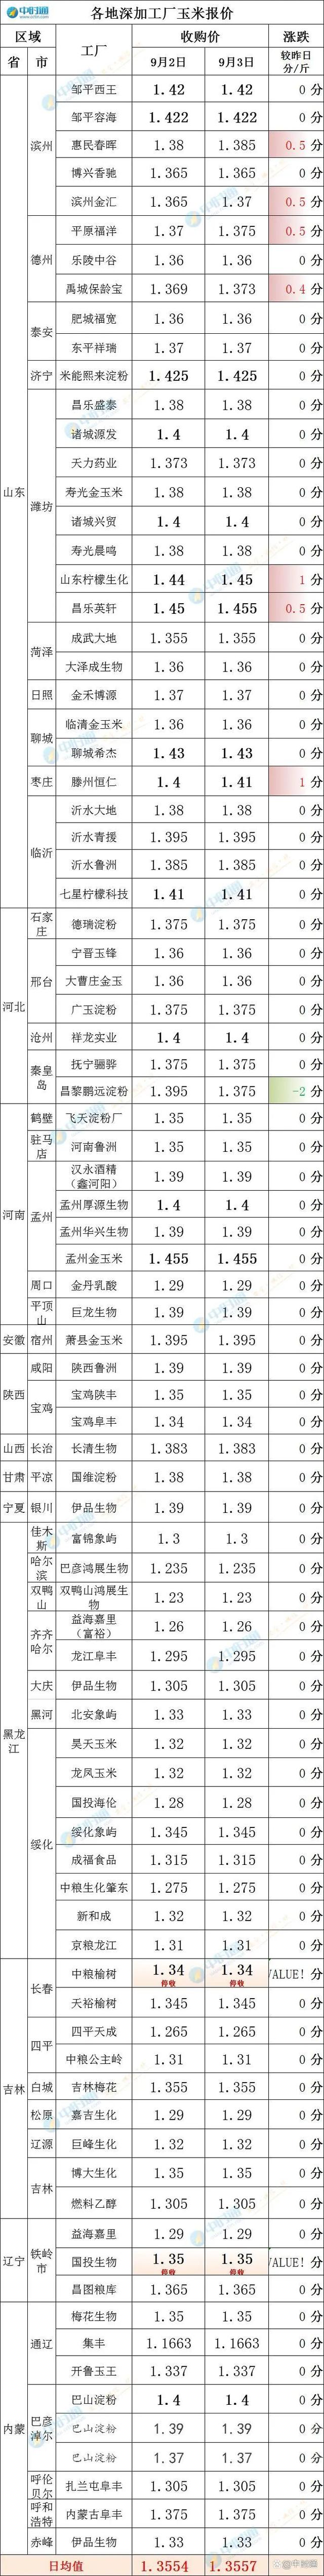 中时通 各地深加工厂玉米报价
区域 工厂 收购价 涨跌
省 市 9月2日 9月3日 较昨日分/斤
山东 滨州 邹平西王 1.42 1.42 0 分
邹平容海 1.422 1.422 0 分
惠民春晖 1.38 1.385 0.5 分
博兴香驰 1.365 1.365 0 分
滨州金汇 1.365 1.37 0.5 分
德州 平原福洋 1.37 1.375 0.5 分
乐陵中谷 1.36 1.36 0 分
禹城保龄宝 1.369 1.373 0.4 分
泰安 肥城福宽 1.36 1.36 0 分
东平祥瑞 1.37 1.37 0 分
济宁 米能熙来淀粉 1.425 1.425 0 分
潍坊 昌乐盛泰 1.38 1.38 0 分
诸城源发 1.4 1.4 0 分
天力药业 1.373 1.373 0 分
寿光金玉米 1.38 1.38 0 分
诸城兴贸 1.4 1.4 0 分
寿光晨鸣 1.38 1.38 0 分
山东柠檬生化 1.44 1.45 1 分
昌乐英轩 1.45 1.455 0.5 分
菏泽 成武大地 1.355 1.355 0 分
大泽成生物 1.36 1.36 0 分
日照 金禾博源 1.37 1.37 0 分
聊城 临清金玉米 1.36 1.36 0 分
聊城希杰 1.43 1.43 0 分
枣庄 滕州恒仁 1.4 1.41 1 分
临沂 沂水大地 1.38 1.38 0 分
沂水青援 1.395 1.395 0 分
沂水鲁洲 1.385 1.385 0 分
七星柠檬科技 1.41 1.41 0 分
河北 石家庄 德瑞淀粉 1.375 1.375 0 分
邢台 宁晋玉锋 1.36 1.36 0 分
大曹庄金玉 1.36 1.36 0 分
广玉淀粉 1.375 1.375 0 分
沧州 祥龙实业 1.4 1.4 0 分
秦皇岛 抚宁骊骅 1.375 1.375 0 分
昌黎鹏远淀粉 1.395 1.375 -2 分
河南 鹤壁 飞天淀粉厂 1.35 1.35 0 分
驻马店 河南鲁洲 1.35 1.35 0 分
孟州 汉永酒精（鑫河阳） 1.39 1.39 0 分
孟州厚源生物 1.4 1.4 0 分
孟州华兴生物 1.39 1.39 0 分
孟州金玉米 1.455 1.455 0 分
周口 金丹乳酸 1.29 1.29 0 分
平顶山 巨龙生物 1.39 1.39 0 分
安徽 宿州 萧县金玉米 1.395 1.395 0 分
陕西 咸阳 陕西鲁洲 1.39 1.39 0 分
宝鸡 宝鸡陕丰 1.35 1.35 0 分
宝鸡阜丰 1.34 1.34 0 分
山西 长治 长清生物 1.383 1.383 0 分
甘肃 平凉 国维淀粉 1.38 1.38 0 分
宁夏 银川 伊品生物 1.39 1.39 0 分
黑龙江 佳木斯 富锦象屿 1.3 1.3 0 分
哈尔滨 巴彦鸿展生物 1.235 1.235 0 分
双鸭山 双鸭山鸿展生物 1.23 1.23 0 分
齐齐哈尔 益海嘉里（富裕） 1.26 1.26 0 分
龙江阜丰 1.295 1.295 0 分
大庆 伊品生物 1.305 1.305 0 分
黑河 北安象屿 1.33 1.33 0 分
绥化 昊天玉米 1.32 1.32 0 分
龙凤玉米 1.32 1.32 0 分
国投海伦 1.28 1.28 0 分
绥化象屿 1.345 1.345 0 分
成福食品 1.315 1.315 0 分
中粮生化肇东 1.275 1.275 0 分
新和成 1.32 1.32 0 分
京粮龙江 1.31 1.31 0 分
吉林 长春 中粮榆树 1.34 停收 1.34 停收 VALUE! 分
天裕榆树 1.345 1.345 0 分
四平 四平天成 1.265 1.265 0 分
中粮公主岭 1.31 1.31 0 分
白城 吉林梅花 1.355 1.355 0 分
松原 嘉吉生化 1.29 1.29 0 分
辽源 巨峰生化 1.32 1.32 0 分
吉林 博大生化 1.35 1.35 0 分
燃料乙醇 1.305 1.305 0 分
辽宁 铁岭市 益海嘉里 1.29 1.29 0 分
国投生物 1.35 停收 1.35 停收 VALUE! 分
昌图粮库 1.365 1.365 0 分
内蒙 通辽 梅花生物 1.35 1.35 0 分
集丰 1.1663 1.1663 0 分
开鲁玉王 1.337 1.337 0 分
巴彦淖尔 巴山淀粉 1.4 1.4 0 分
巴山淀粉 1.39 1.39 0 分
巴山淀粉 1.37 1.37 0 分
呼伦贝尔 扎兰屯阜丰 1.305 1.305 0 分
呼和浩特 内蒙古阜丰 1.375 1.375 0 分
赤峰 伊品生物 1.33 1.33 0 分
日均值 1.3554 1.3557